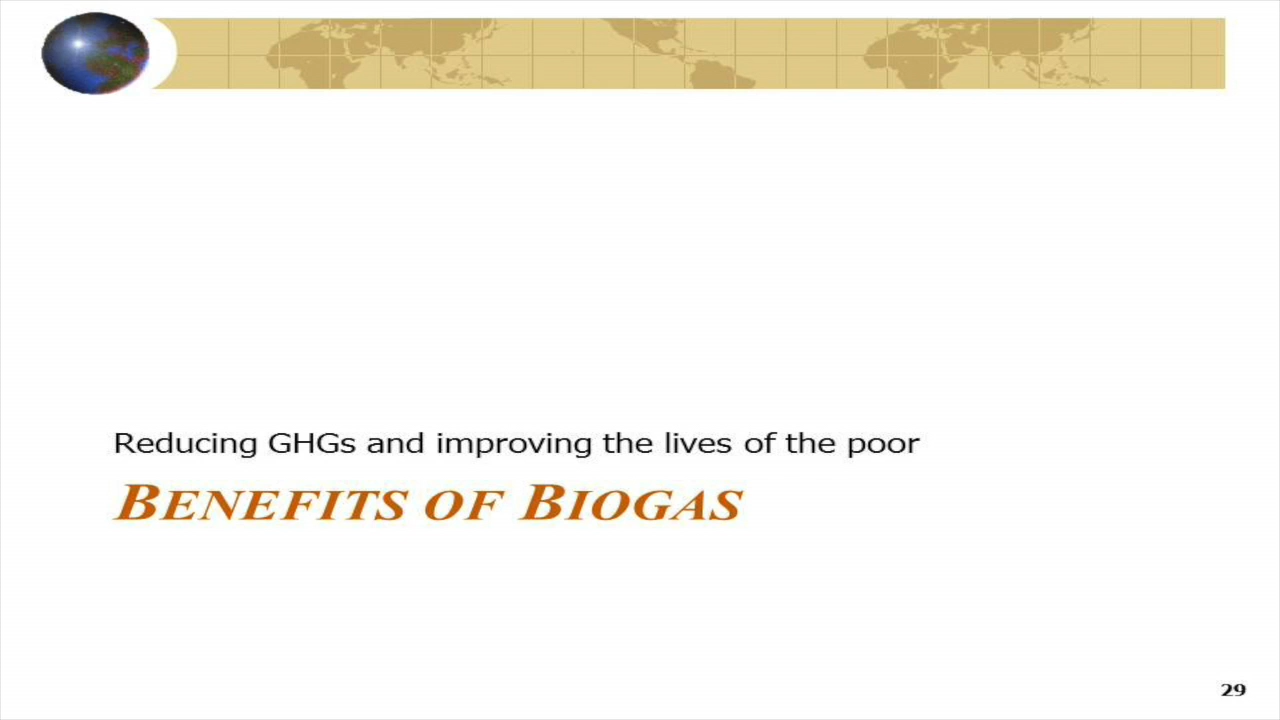 Reducing GHGs and improving the lives of the poor
BENEFITS OF BIOGAS
29